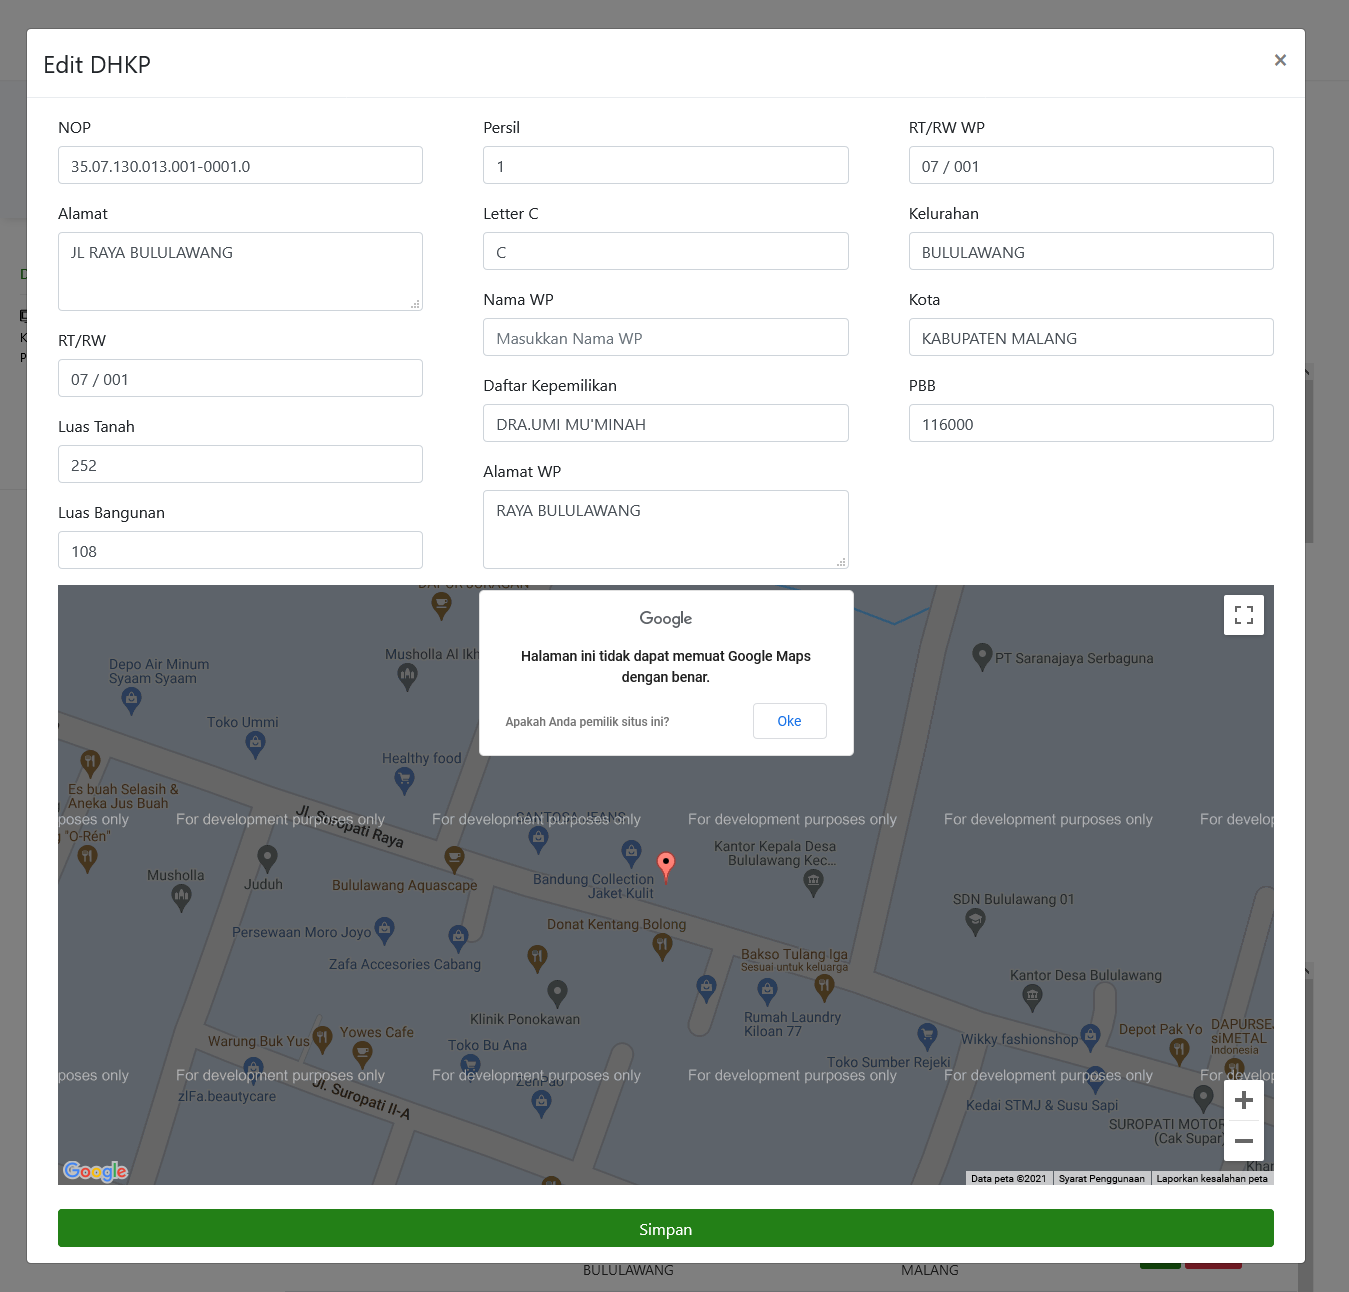 Edit DHKP
×
NOP
35.07.130.013.001-0001.0
Alamat
JL RAYA BULULAWANG
RT/RW
07 / 001
Luas Tanah
252
Luas Bangunan
108
Persil
1
Letter C
C
Nama WP
Masukkan Nama WP
Daftar Kepemilikan
DRA.UMI MU'MINAH
Alamat WP
RAYA BULULAWANG
RT/RW WP
07 / 001
Kelurahan
BULULAWANG
Kota
KABUPATEN MALANG
PBB
116000
Google
Halaman ini tidak dapat memuat Google Maps
dengan benar.
Apakah Anda pemilik situs ini?
Oke
Musholla Al Ikh
PT Saranajaya Serbaguna
Depo Air Minum
Syaam Syaam
Toko Ummi
Healthy food
Es buah Selasih &
Aneka Jus Buah
Jl. Suropati Raya
SANTOSA JEANS
poses only
For development purposes only
For development purposes only
For development purposes only
For development purposes only
For develop
g "O-Rén"
Kantor Kepala Desa
Bululawang Kec...
Musholla
Juduh
Bululawang Aquascape
Bandung Collection
Jaket Kulit
SDN Bululawang 01
Persewaan Moro Joyo
Donat Kentang Bolong
Zafa Accesories Cabang
Bakso Tulang Iga
Sesuai untuk keluarga
Kantor Desa Bululawang
Klinik Ponokawan
Rumah Laundry
Kiloan 77
Warung Buk Yus
Yowes Cafe
Toko Bu Ana
Toko Sumber Rejeki
Wikky fashionshop
Depot Pak Yo
DAPURSE
siMETAL
Indonesia
poses only
For development purposes only
For development purposes only
For development purposes only
For development purposes only
For develop
ZenPao
zlFa.beautycare
Jl. Suropati II-A
Kedai STMJ & Susu Sapi
SUROPATI MOTOR
(Cak Supar)
Khar
Google
Data peta ©2021
Syarat Penggunaan
Laporkan kesalahan peta
Simpan
BULULAWANG
MALANG